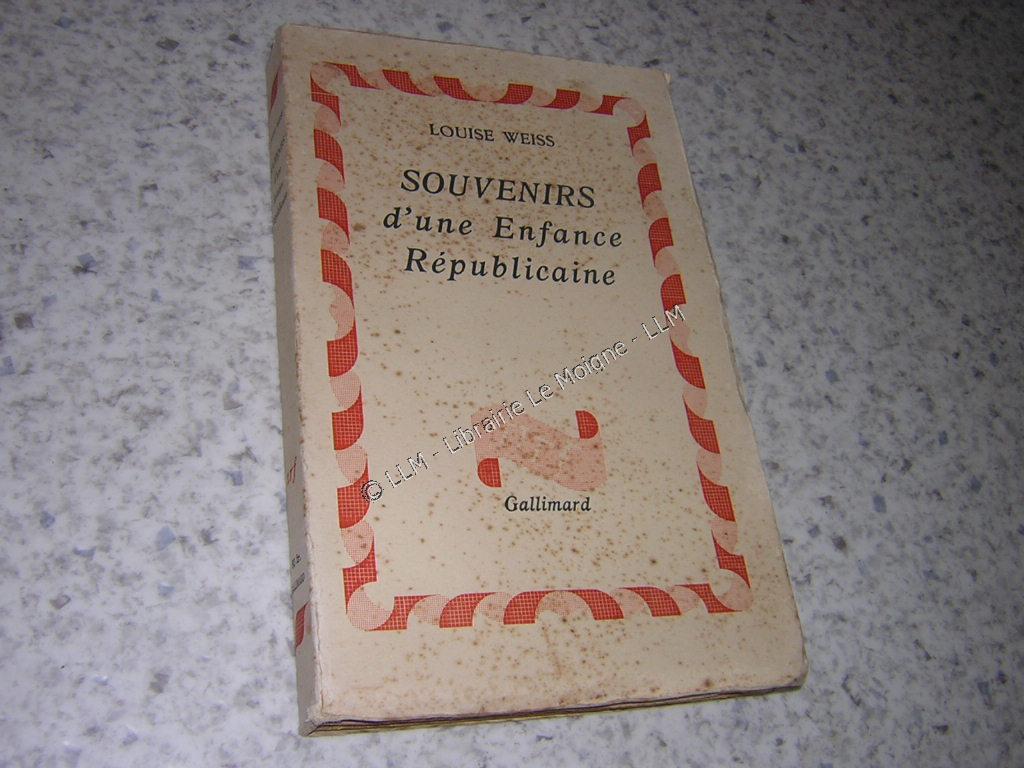 LOUISE WEISS
SOUVENIRS
d'une Enfance
Républicaine
© LLM - Librairie Le Moigne - LLM
Gallimard